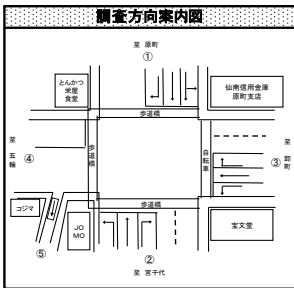 調査方向案内図
至 原町
①
とんかつ
栄屋
食堂
仙南信用金庫
原町支店
歩道橋
至 五輪
④
歩道橋
自転車
③
至 卸町
コジマ
JO
MO
歩道橋
宝文堂
⑤
②
至 宮千代